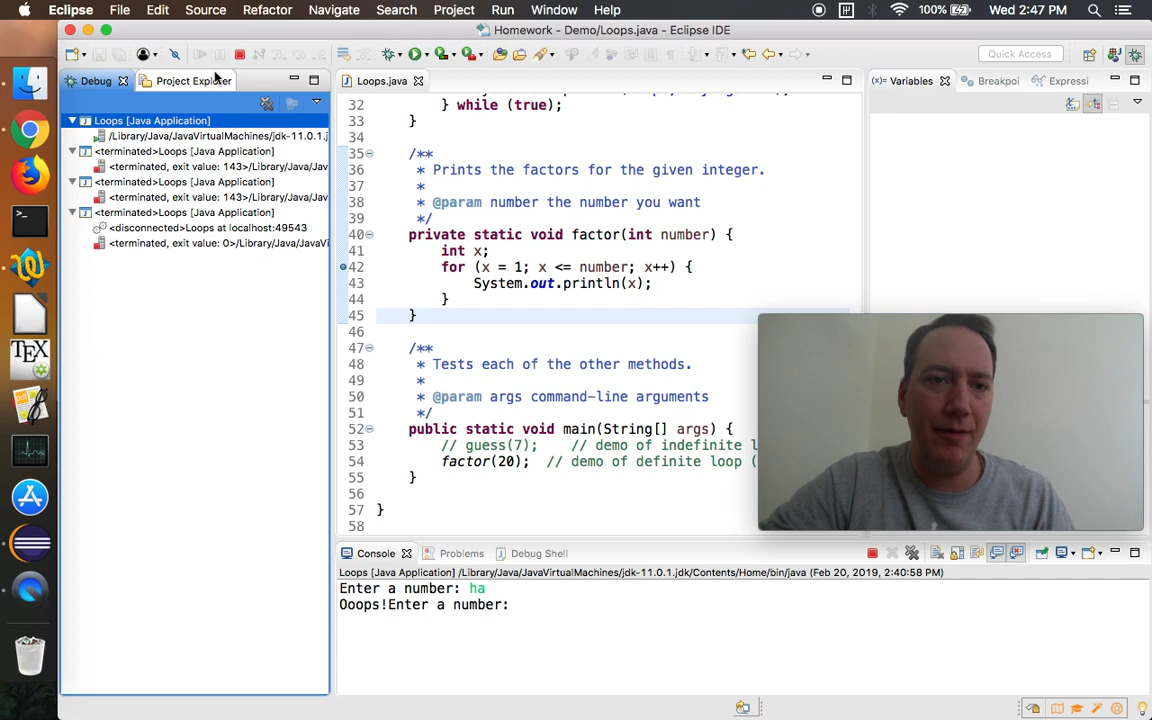 Eclipse File Edit Source Refactor Navigate Search Project Run Window Help 100% Wed 2:47 PM
Homework - Demo/Loops.java - Eclipse IDE
Quick Access
Debug Project Explorer
Loops [Java Application]
/Library/Java/JavaVirtualMachines/jdk-11.0.1.j
<terminated>Loops [Java Application]
<terminated, exit value: 143>/Library/Java/Jav
<terminated>Loops [Java Application]
<terminated, exit value: 143>/Library/Java/Jav
<terminated>Loops [Java Application]
<disconnected>Loops at localhost:49543
<terminated, exit value: 0>/Library/Java/JavaVi
Loops.java
32 } while (true);
33 }
34
35 /**
36 * Prints the factors for the given integer.
37 *
38 * @param number the number you want
39 */
40 private static void factor(int number) {
41 int x;
42 for (x = 1; x <= number; x++) {
43 System.out.println(x);
44 }
45 }
46
47 /**
48 * Tests each of the other methods.
49 *
50 * @param args command-line arguments
51 */
52 public static void main(String[] args) {
53 // guess(7); // demo of indefinite l
54 factor(20); // demo of definite loop (
55 }
56
57 }
58
(x)= Variables Breakpoi Expressi
Console Problems Debug Shell
Loops [Java Application] /Library/Java/JavaVirtualMachines/jdk-11.0.1.jdk/Contents/Home/bin/java (Feb 20, 2019, 2:40:58 PM)
Enter a number: ha
Ooops!Enter a number:
TEX